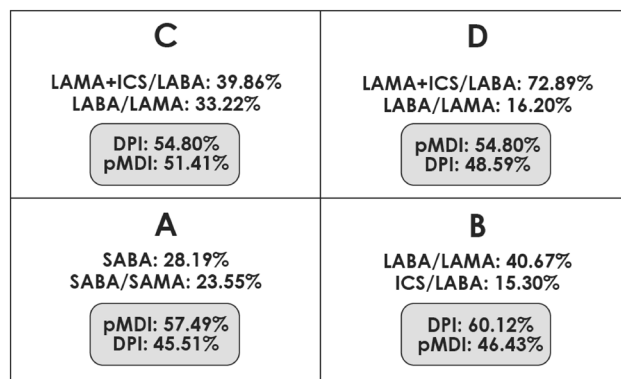 C
LAMA+ICS/LABA: 39.86%
LABA/LAMA: 33.22%
DPI: 54.80%
pMDI: 51.41%
D
LAMA+ICS/LABA: 72.89%
LABA/LAMA: 16.20%
pMDI: 54.80%
DPI: 48.59%
A
SABA: 28.19%
SABA/SAMA: 23.55%
pMDI: 57.49%
DPI: 45.51%
B
LABA/LAMA: 40.67%
ICS/LABA: 15.30%
DPI: 60.12%
pMDI: 46.43%